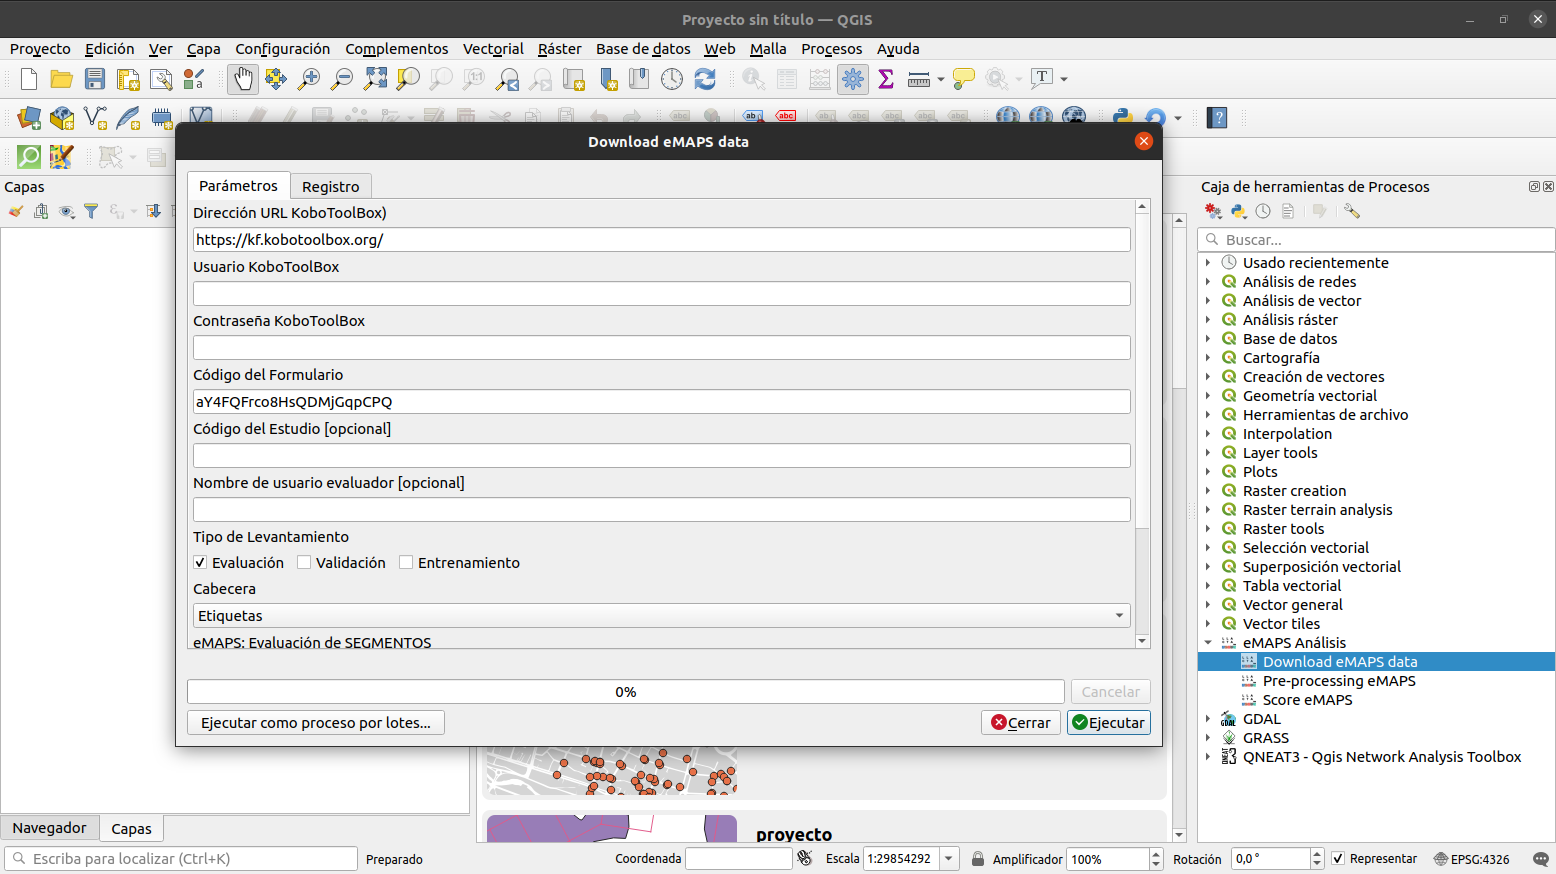 Proyecto sin título — QGIS
Proyecto Edición Ver Capa Configuración Complementos Vectorial Ráster Base de datos Web Malla Procesos Ayuda
Capas
Download eMAPS data
Parámetros
Registro
Dirección URL KoboToolBox)
https://kf.kobotoolbox.org/
Usuario KoboToolBox
Contraseña KoboToolBox
Código del Formulario
aY4FQFrco8HsQDMjGqpCPQ
Código del Estudio [opcional]
Nombre de usuario evaluador [opcional]
Tipo de Levantamiento
Evaluación Validación Entrenamiento
Cabecera
Etiquetas
eMAPS: Evaluación de SEGMENTOS
0%
Cancelar
Ejecutar como proceso por lotes...
Cerrar
Ejecutar
proyecto
Caja de herramientas de Procesos
Buscar...
Usado recientemente
Análisis de redes
Análisis de vector
Análisis ráster
Base de datos
Cartografía
Creación de vectores
Geometría vectorial
Herramientas de archivo
Interpolation
Layer tools
Plots
Raster creation
Raster terrain analysis
Raster tools
Selección vectorial
Superposición vectorial
Tabla vectorial
Vector general
Vector tiles
eMAPS Análisis
Download eMAPS data
Pre-processing eMAPS
Score eMAPS
GDAL
GRASS
QNEAT3 - Qgis Network Analysis Toolbox
Navegador
Capas
Escriba para localizar (Ctrl+K)
Preparado
Coordenada
Escala 1:29854292
Amplificador 100%
Rotación 0,0 °
Representar
EPSG:4326